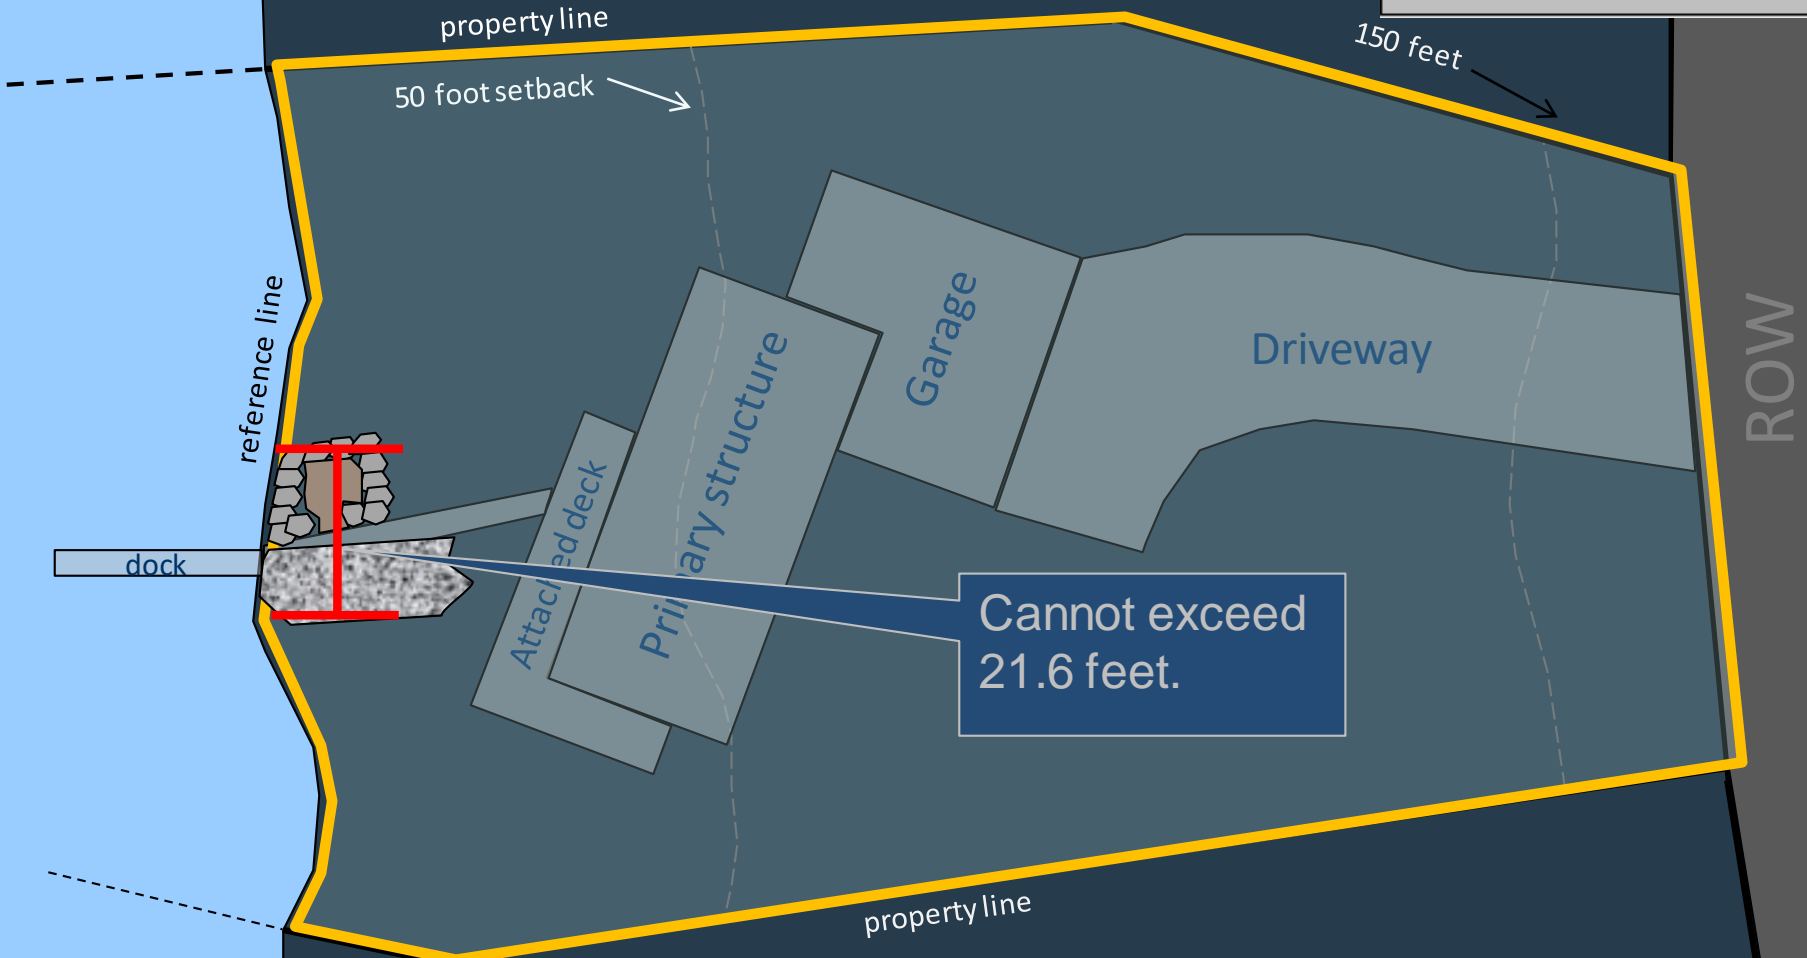 property line
150 feet
50 foot setback
reference line
Garage
Driveway
ROW
Primary structure
Attached deck
dock
Cannot exceed
21.6 feet.
property line